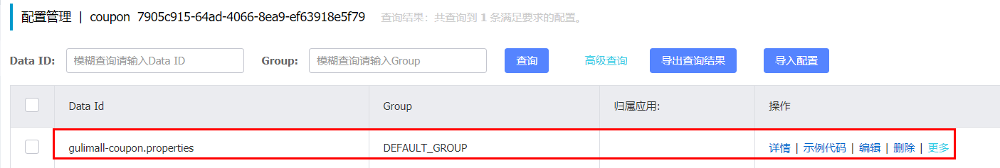 配置管理 | coupon 7905c915-64ad-4066-8ea9-ef63918e5f79 查询结果：共查询到 1 条满足要求的配置。
Data ID: 模糊查询请输入Data ID Group: 模糊查询请输入Group 查询 高级查询 导出查询结果 导入配置
Data Id Group 归属应用: 操作
gulimall-coupon.properties DEFAULT_GROUP 详情 | 示例代码 | 编辑 | 删除 | 更多